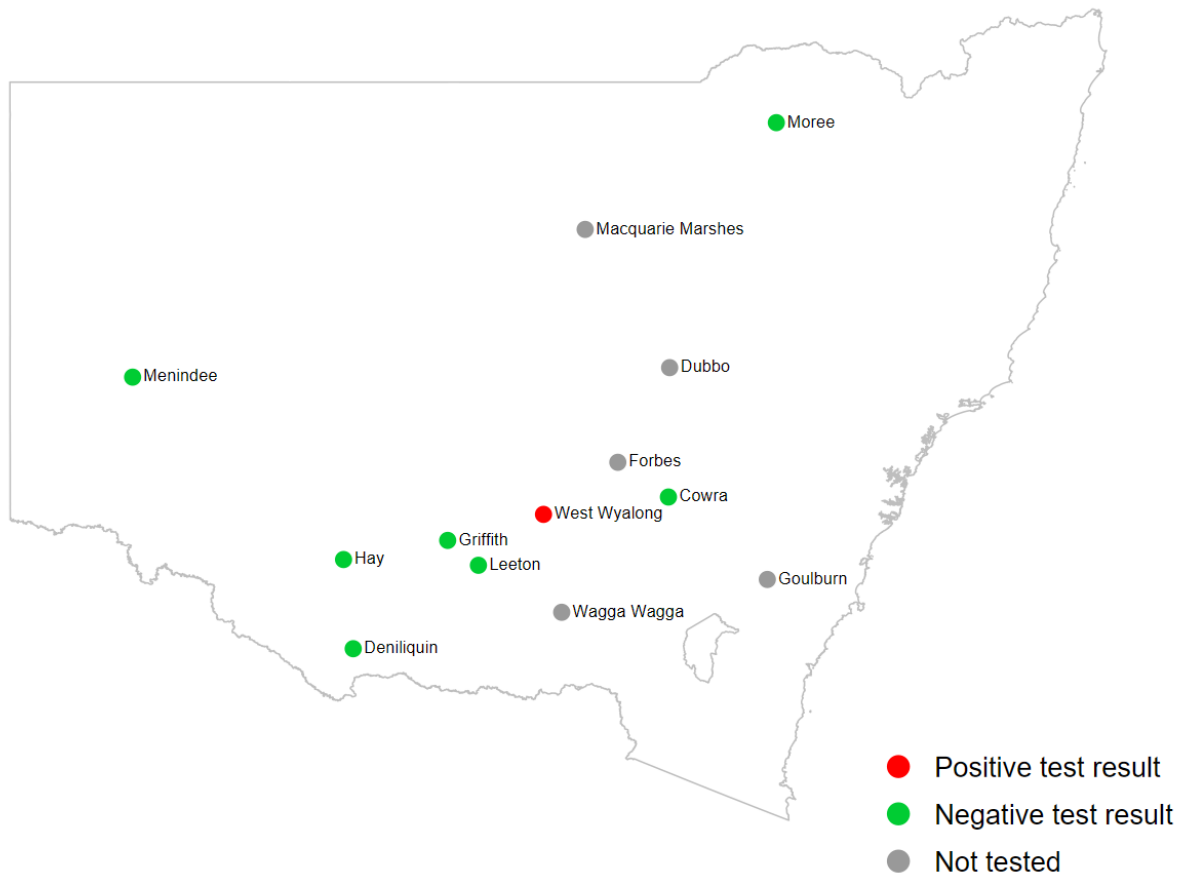 Moree
Macquarie Marshes
Dubbo
Menindee
Forbes
Cowra
West Wyalong
Griffith
Hay
Leeton
Goulburn
Wagga Wagga
Deniliquin
Positive test result
Negative test result
Not tested